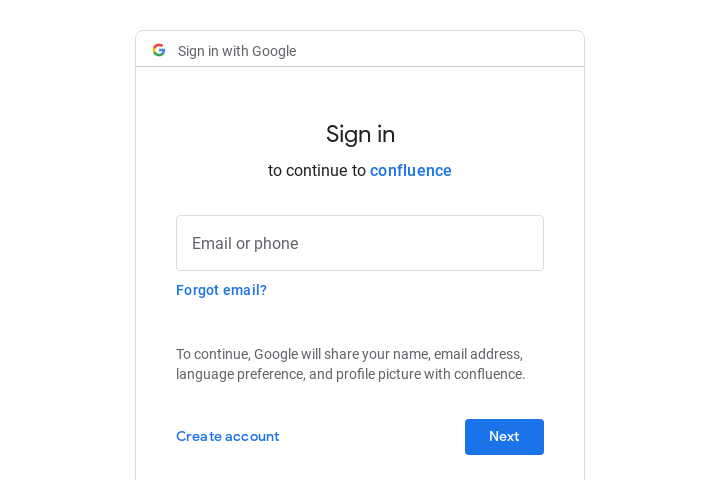 Sign in with Google
Sign in
to continue to confluence
Email or phone
Forgot email?
To continue, Google will share your name, email address,
language preference, and profile picture with confluence.
Create account
Next